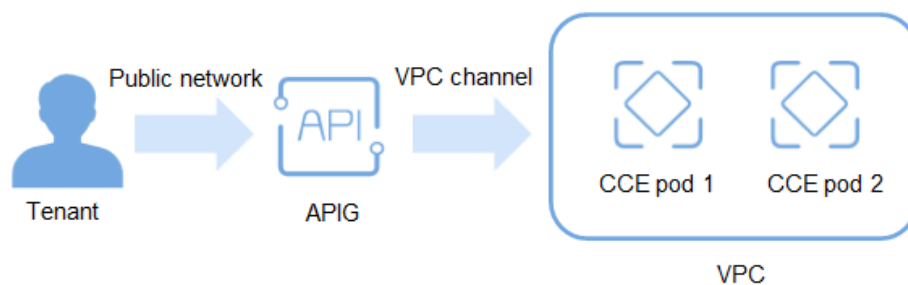 Public network
VPC channel
API
CCE pod 1
CCE pod 2
Tenant
APIG
VPC